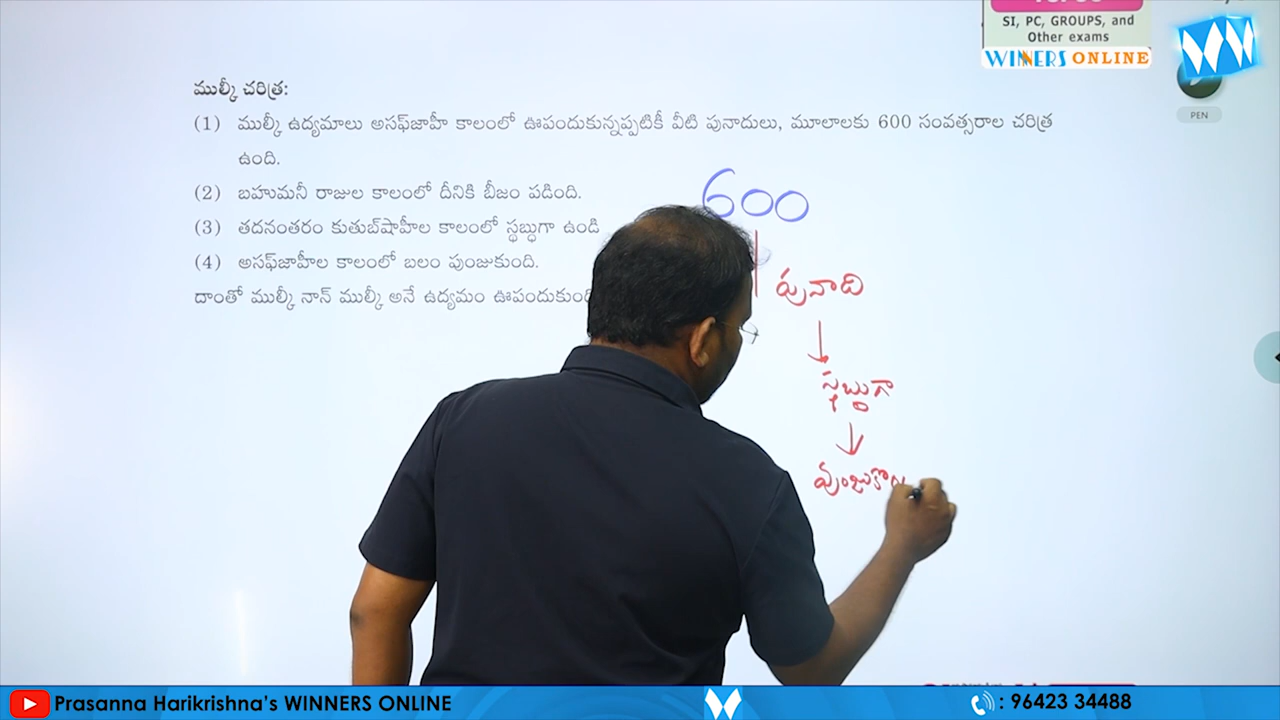 SI, PC, GROUPS, and
Other exams
WINNERS ONLINE
PEN
ముల్కీ చరిత్ర:
(1) ముల్కీ ఉద్యమాలు అసఫ్‌జాహీ కాలంలో ఊపందుకున్నప్పటికీ వీటి పునాదులు, మూలాలకు 600 సంవత్సరాల చరిత్ర
ఉంది.
(2) బహుమనీ రాజుల కాలంలో దీనికి బీజం పడింది.
(3) తదనంతరం కుతుబ్‌షాహీల కాలంలో స్థబ్ధుగా ఉండి
(4) అసఫ్‌జాహీల కాలంలో బలం పుంజుకుంది.
దాంతో ముల్కీ నాన్ ముల్కీ అనే ఉద్యమం ఊపందుకుంది
600
పునాది
స్థబ్ధుగా
Prasanna Harikrishna's WINNERS ONLINE
: 96423 34488